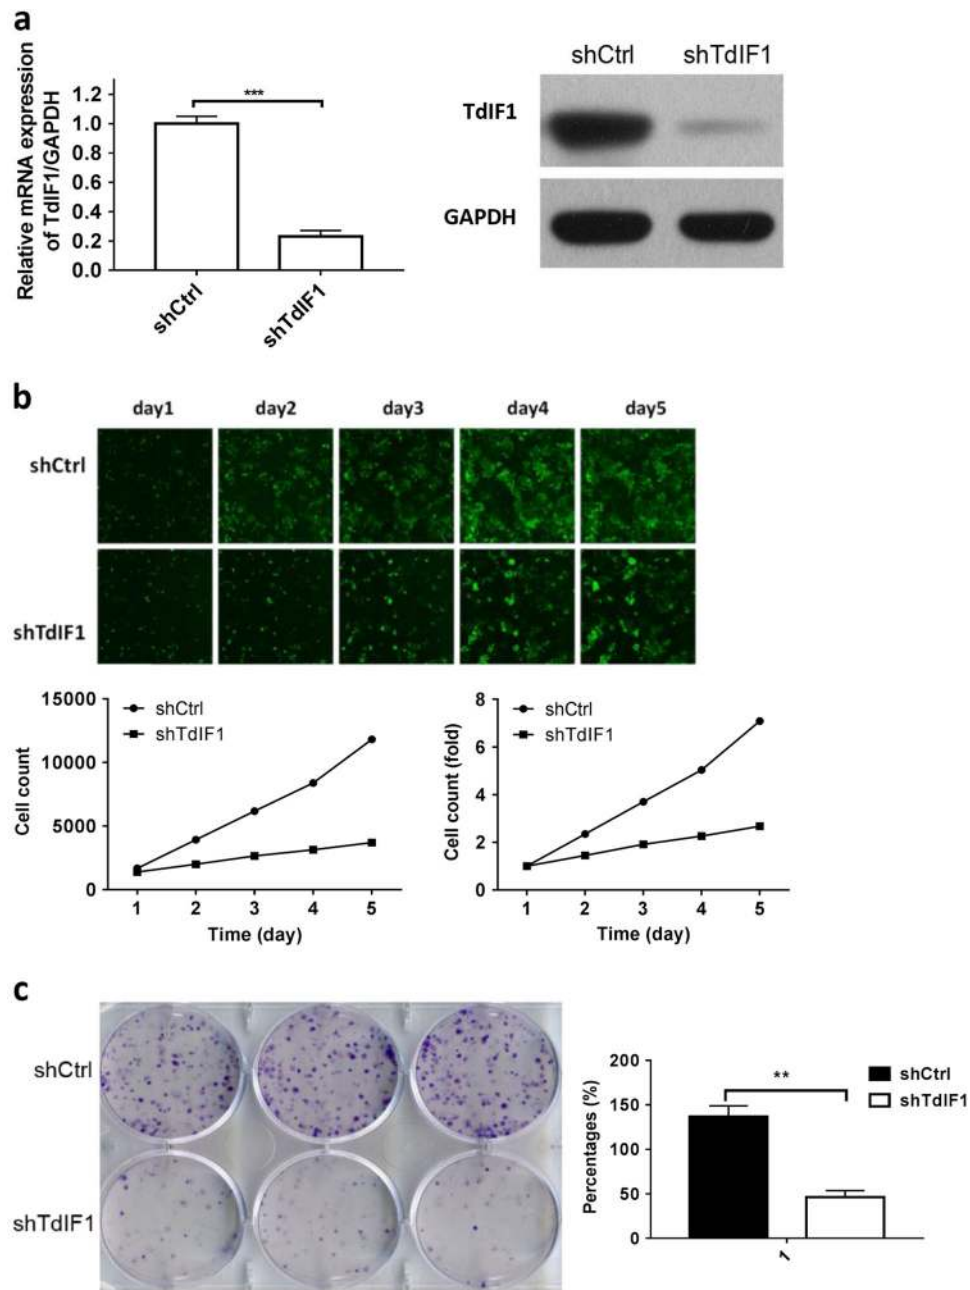 a
shCtrl shTdIF1
Relative mRNA expression
of TdIF1/GAPDH
1.2
1.0
0.8
0.6
0.4
0.2
0.0
***
shCtrl
shTdIF1
TdIF1
GAPDH
b
day1 day2 day3 day4 day5
shCtrl
shTdIF1
Cell count
15000
10000
5000
0
shCtrl
shTdIF1
1 2 3 4 5
Time (day)
Cell count (fold)
8
6
4
2
0
shCtrl
shTdIF1
1 2 3 4 5
Time (day)
c
shCtrl
shTdIF1
Percentages (%)
200
150
100
50
0
**
1
shCtrl
shTdIF1